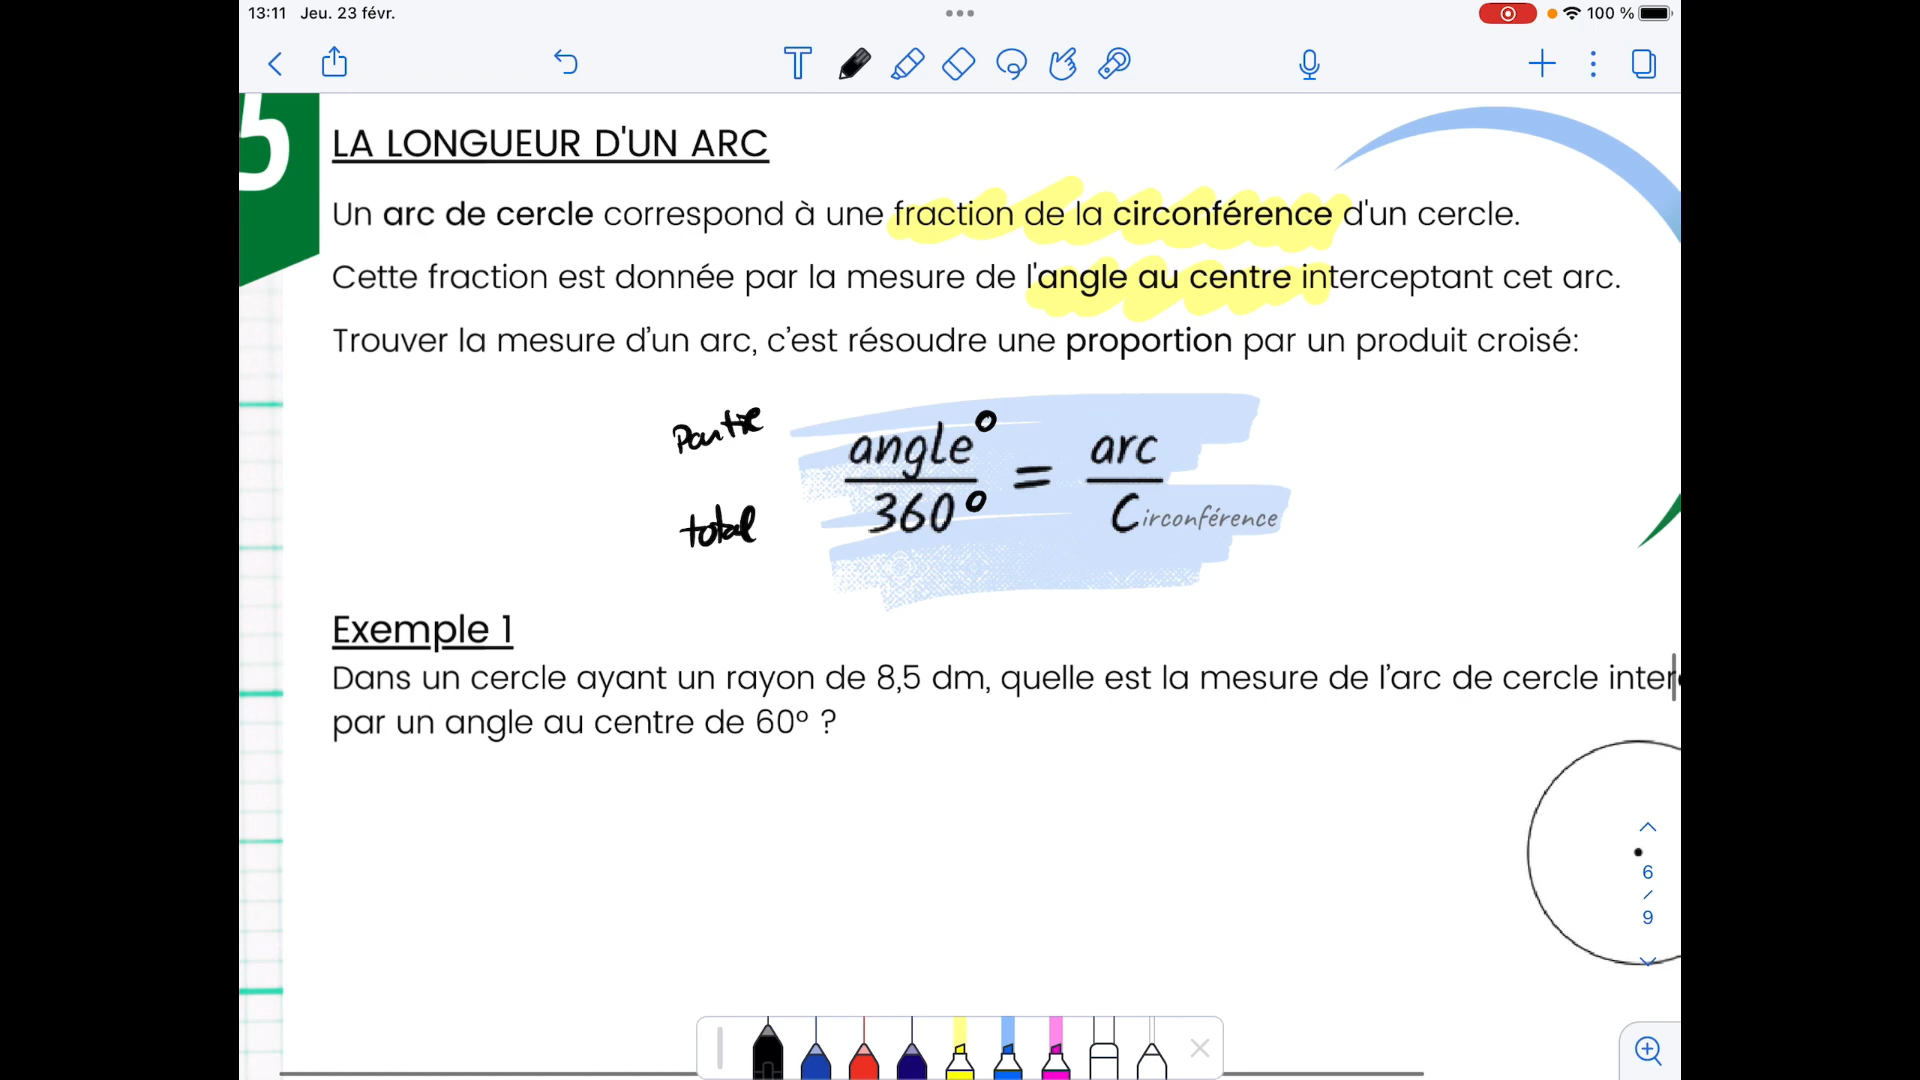 13:11 Jeu. 23 févr.
100 %
5
LA LONGUEUR D'UN ARC
Un arc de cercle correspond à une fraction de la circonférence d'un cercle.
Cette fraction est donnée par la mesure de l'angle au centre interceptant cet arc.
Trouver la mesure d'un arc, c'est résoudre une proportion par un produit croisé:
Partie
total
angle° / 360° = arc / Circonférence
Exemple 1
Dans un cercle ayant un rayon de 8,5 dm, quelle est la mesure de l'arc de cercle
par un angle au centre de 60° ?
6
/
9